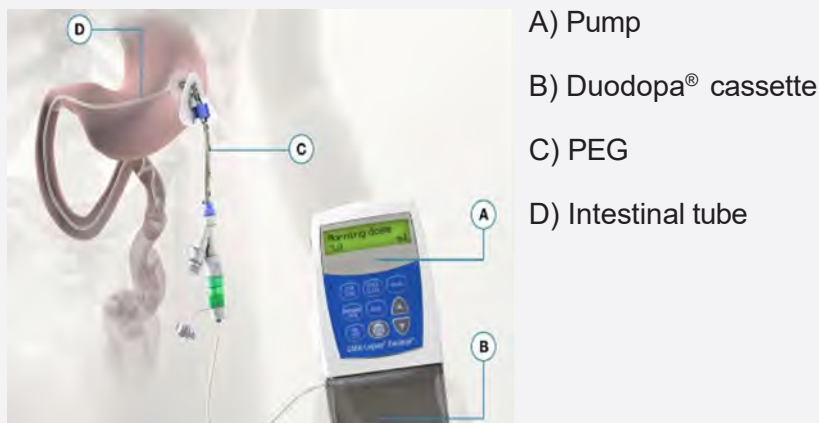 D
C
A
B
Morning dose
A) Pump
B) Duodopa® cassette
C) PEG
D) Intestinal tube